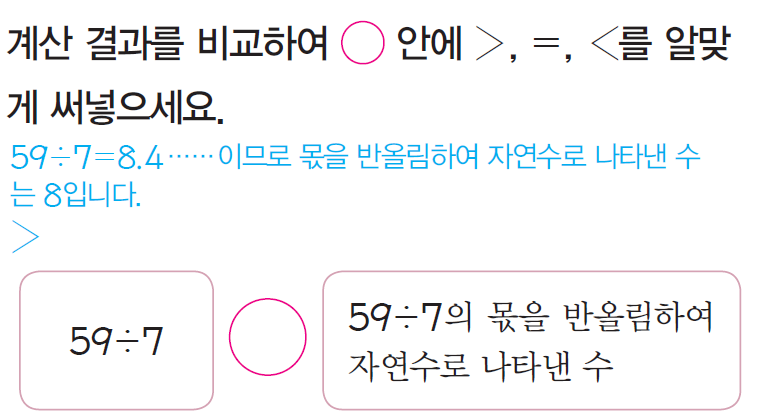 계산 결과를 비교하여 ◯ 안에 >, =, <를 알맞
게 써넣으세요.
59÷7=8.4……이므로 몫을 반올림하여 자연수로 나타낸 수
는 8입니다.
>
59÷7 ◯ 59÷7의 몫을 반올림하여
자연수로 나타낸 수